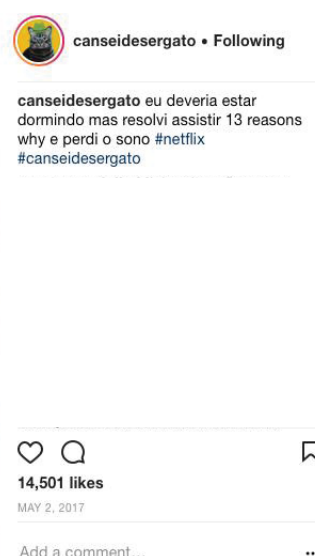 canseidesergato • Following
canseidesergato eu deveria estar
dormindo mas resolvi assistir 13 reasons
why e perdi o sono #netflix
#canseidesergato
14,501 likes
MAY 2, 2017
Add a comment...